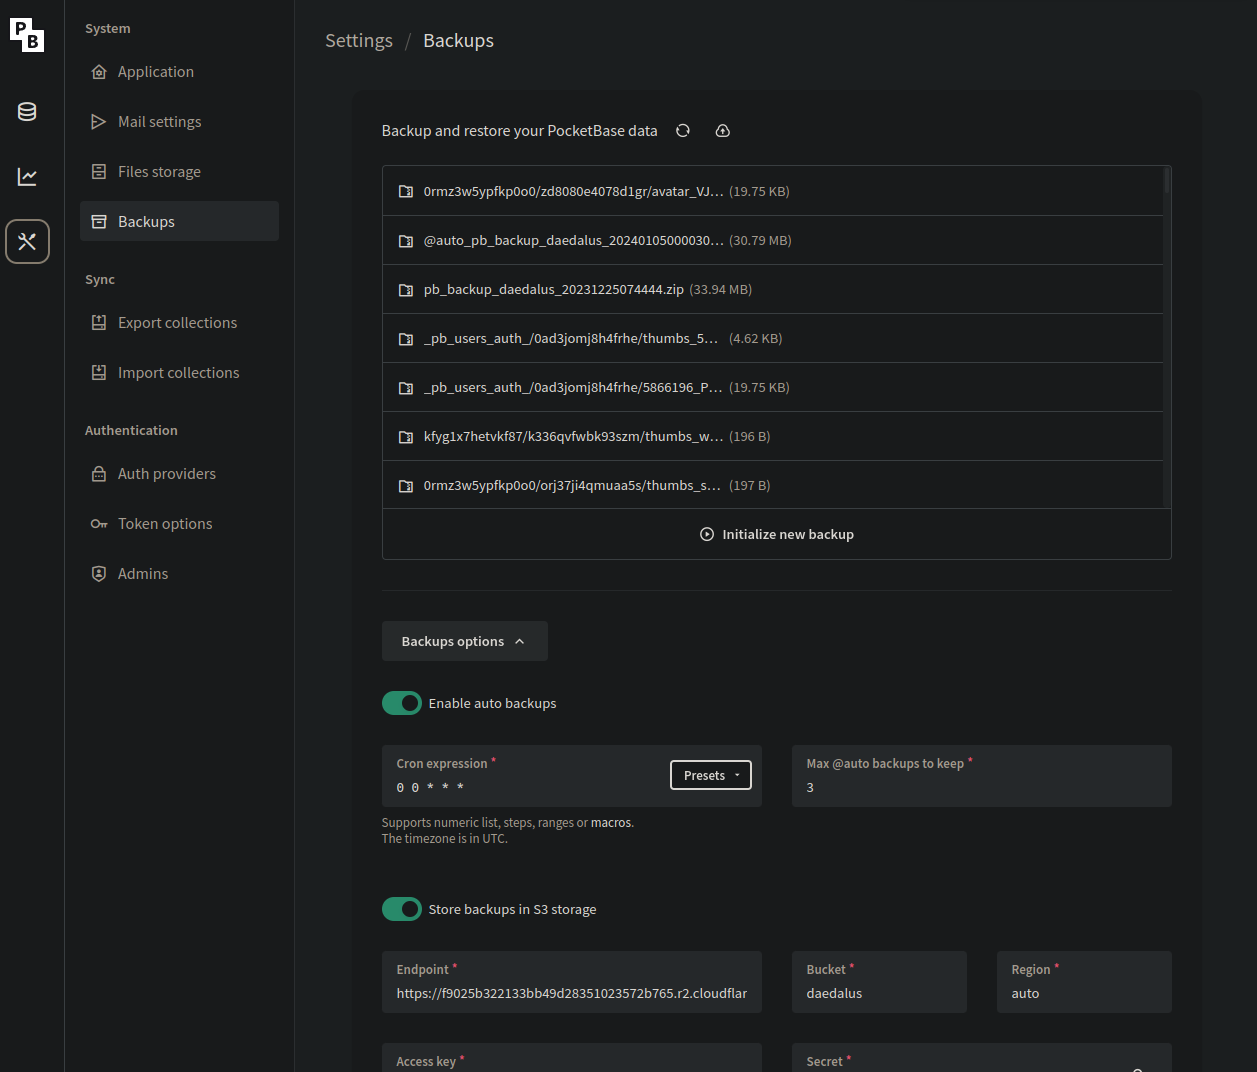 P
B
System
Application
Mail settings
Files storage
Backups
Sync
Export collections
Import collections
Authentication
Auth providers
Token options
Admins
Settings / Backups
Backup and restore your PocketBase data
0rmz3w5ypfkp0o0/zd8080e4078d1gr/avatar_VJ... (19.75 KB)
@auto_pb_backup_daedalus_20240105000030... (30.79 MB)
pb_backup_daedalus_20231225074444.zip (33.94 MB)
_pb_users_auth_/0ad3jomj8h4frhe/thumbs_5... (4.62 KB)
_pb_users_auth_/0ad3jomj8h4frhe/5866196_P... (19.75 KB)
kfyg1x7hetvkf87/k336qvfwbk93szm/thumbs_w... (196 B)
0rmz3w5ypfkp0o0/orj37ji4qmuaa5s/thumbs_s... (197 B)
Initialize new backup
Backups options
Enable auto backups
Cron expression *
0 0 * * *
Presets
Max @auto backups to keep *
3
Supports numeric list, steps, ranges or macros.
The timezone is in UTC.
Store backups in S3 storage
Endpoint *
https://f9025b322133bb49d28351023572b765.r2.cloudflar
Bucket *
daedalus
Region *
auto
Access key *
Secret *